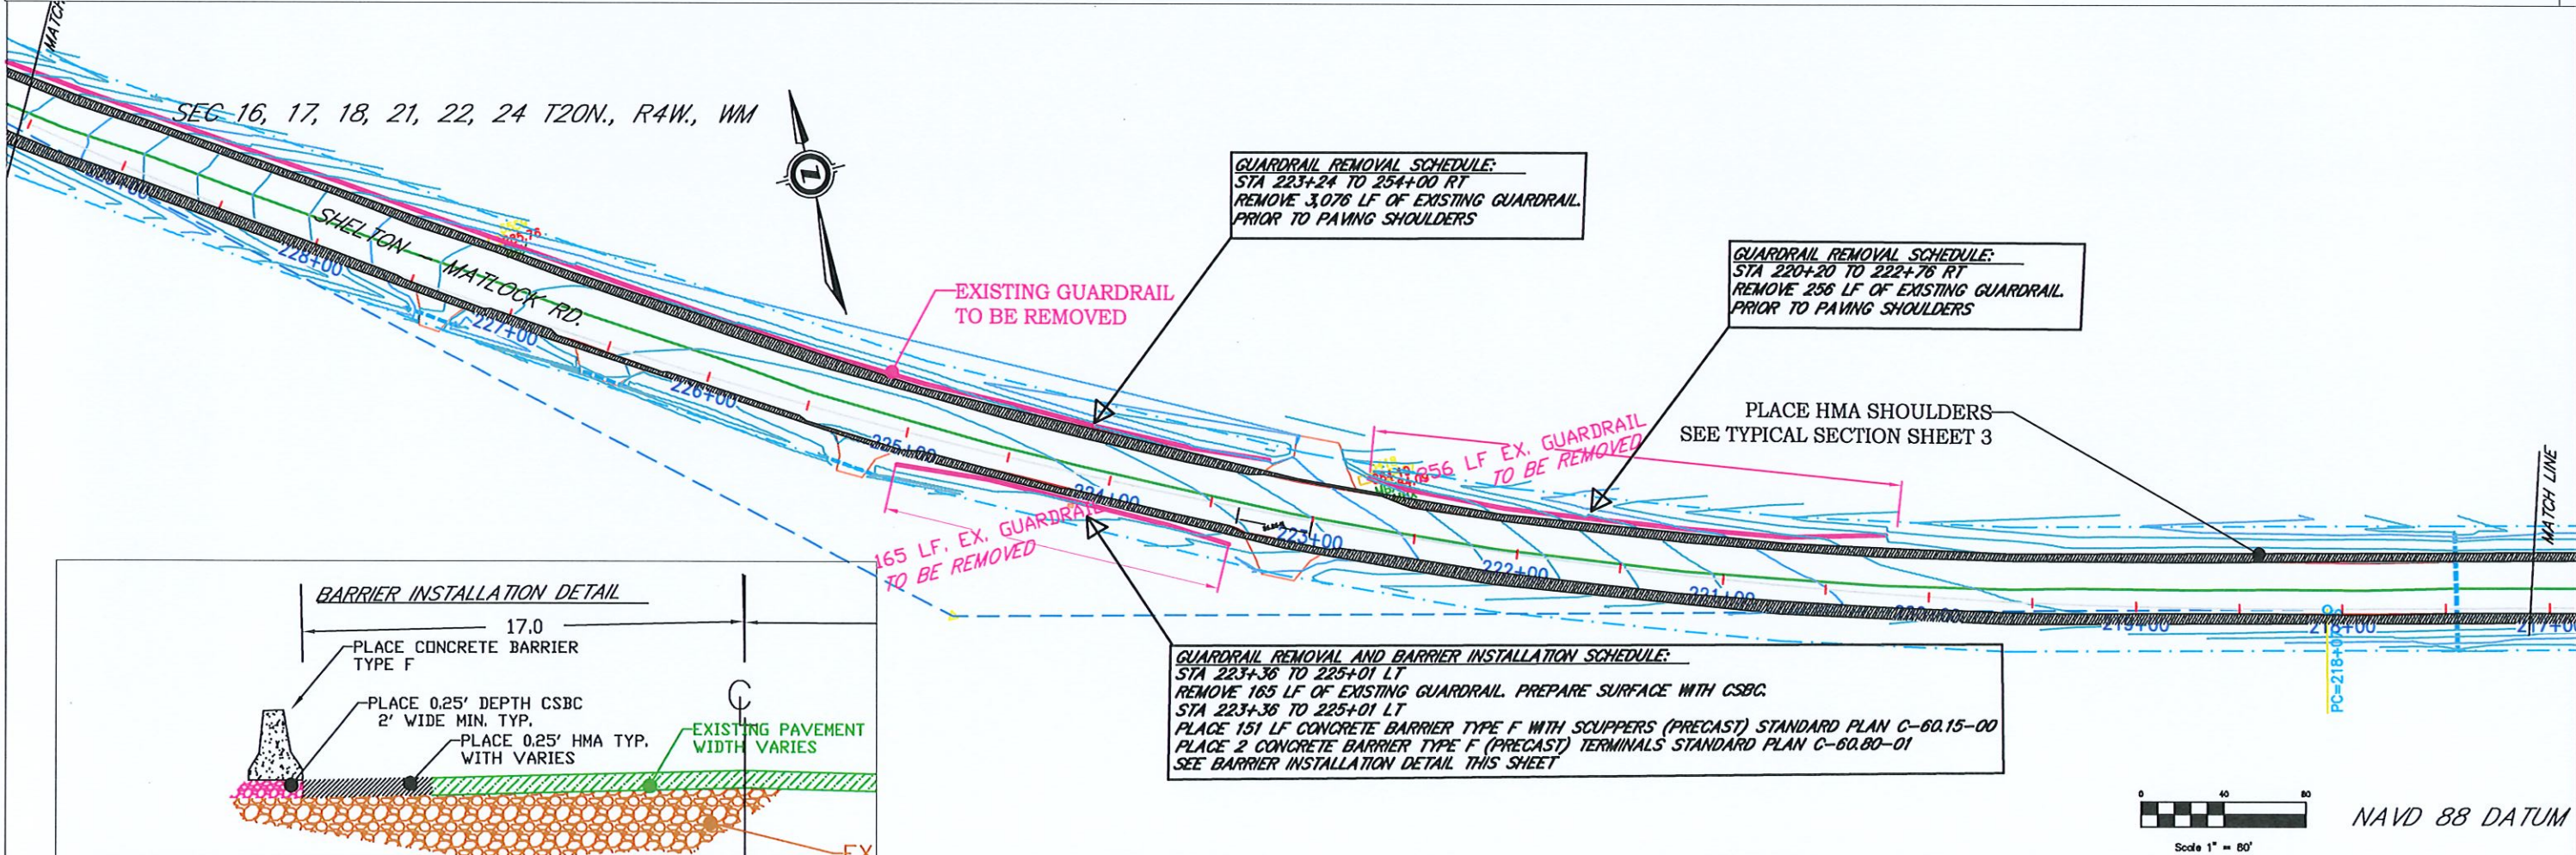 MATCH
SEC 16, 17, 18, 21, 22, 24 T20N., R4W., WM
Z
GUARDRAIL REMOVAL SCHEDULE:
STA 223+24 TO 254+00 RT
REMOVE 3,076 LF OF EXISTING GUARDRAIL.
PRIOR TO PAVING SHOULDERS
GUARDRAIL REMOVAL SCHEDULE:
STA 220+20 TO 222+76 RT
REMOVE 256 LF OF EXISTING GUARDRAIL.
PRIOR TO PAVING SHOULDERS
EXISTING GUARDRAIL
TO BE REMOVED
SHELTON - MATLOCK RD.
228+00
227+00
226+00
225+00
224+00
223+00
222+00
221+00
219+00
218+00
856 LF EX. GUARDRAIL
TO BE REMOVED
PLACE HMA SHOULDERS
SEE TYPICAL SECTION SHEET 3
MATCH LINE
165 LF. EX. GUARDRAIL
TO BE REMOVED
BARRIER INSTALLATION DETAIL
17.0
PLACE CONCRETE BARRIER
TYPE F
PLACE 0.25' DEPTH CSBC
2' WIDE MIN. TYP.
PLACE 0.25' HMA TYP.
WITH VARIES
EXISTING PAVEMENT
WIDTH VARIES
EX
GUARDRAIL REMOVAL AND BARRIER INSTALLATION SCHEDULE:
STA 223+36 TO 225+01 LT
REMOVE 165 LF OF EXISTING GUARDRAIL. PREPARE SURFACE WITH CSBC.
STA 223+36 TO 225+01 LT
PLACE 151 LF CONCRETE BARRIER TYPE F WITH SCUPPERS (PRECAST) STANDARD PLAN C-60.15-00
PLACE 2 CONCRETE BARRIER TYPE F (PRECAST) TERMINALS STANDARD PLAN C-60.80-01
SEE BARRIER INSTALLATION DETAIL THIS SHEET
0 40 80
Scale 1" = 80'
NAVD 88 DATUM